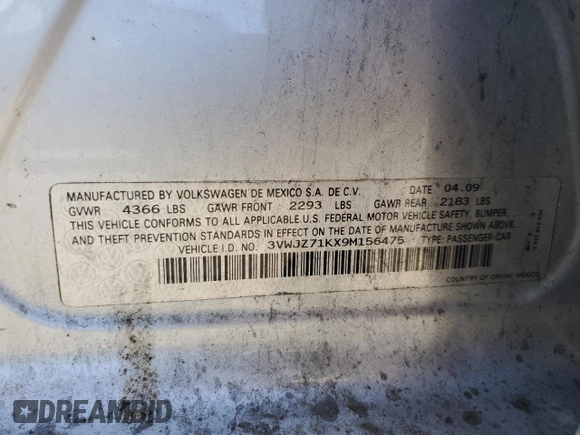 MANUFACTURED BY VOLKSWAGEN DE MEXICO S.A. DE C.V. DATE 04.09
GVWR 4366 LBS GAWR FRONT 2293 LBS GAWR REAR 2183 LBS
THIS VEHICLE CONFORMS TO ALL APPLICABLE U.S. FEDERAL MOTOR VEHICLE SAFETY, BUMPER,
AND THEFT PREVENTION STANDARDS IN EFFECT ON THE DATE OF MANUFACTURE SHOWN ABOVE.
VEHICLE I.D. NO. 3VWJZ71KX9M156475 TYPE: PASSENGER-CAR
COUNTRY OF ORIGIN: MEXICO
DREAMBID